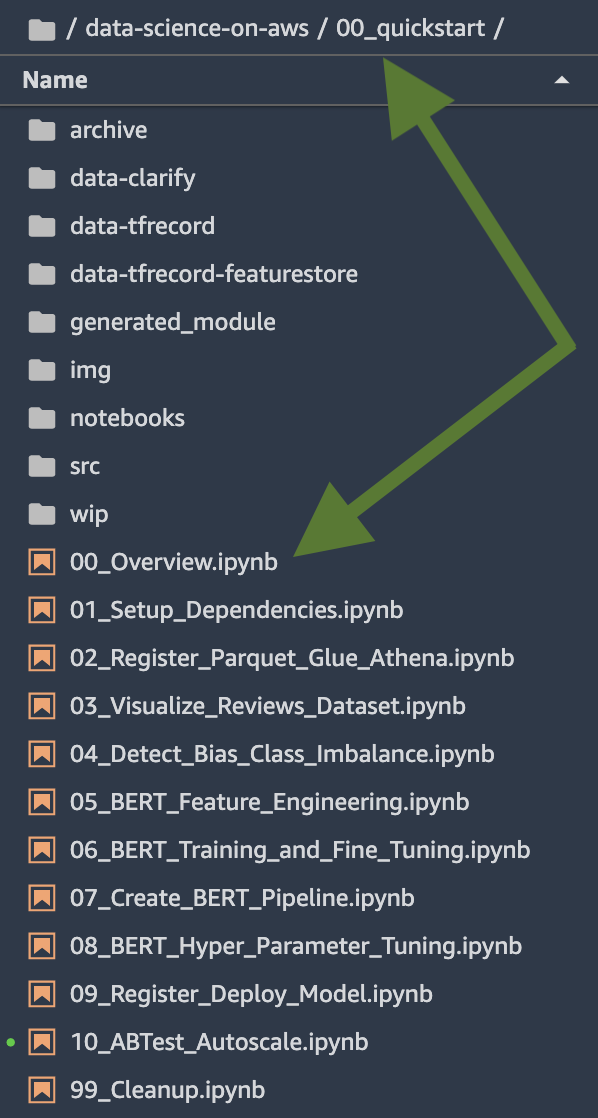 / data-science-on-aws / 00_quickstart /
Name
archive
data-clarify
data-tfrecord
data-tfrecord-featurestore
generated_module
img
notebooks
src
wip
00_Overview.ipynb
01_Setup_Dependencies.ipynb
02_Register_Parquet_Glue_Athena.ipynb
03_Visualize_Reviews_Dataset.ipynb
04_Detect_Bias_Class_Imbalance.ipynb
05_BERT_Feature_Engineering.ipynb
06_BERT_Training_and_Fine_Tuning.ipynb
07_Create_BERT_Pipeline.ipynb
08_BERT_Hyper_Parameter_Tuning.ipynb
09_Register_Deploy_Model.ipynb
10_ABTest_Autoscale.ipynb
99_Cleanup.ipynb